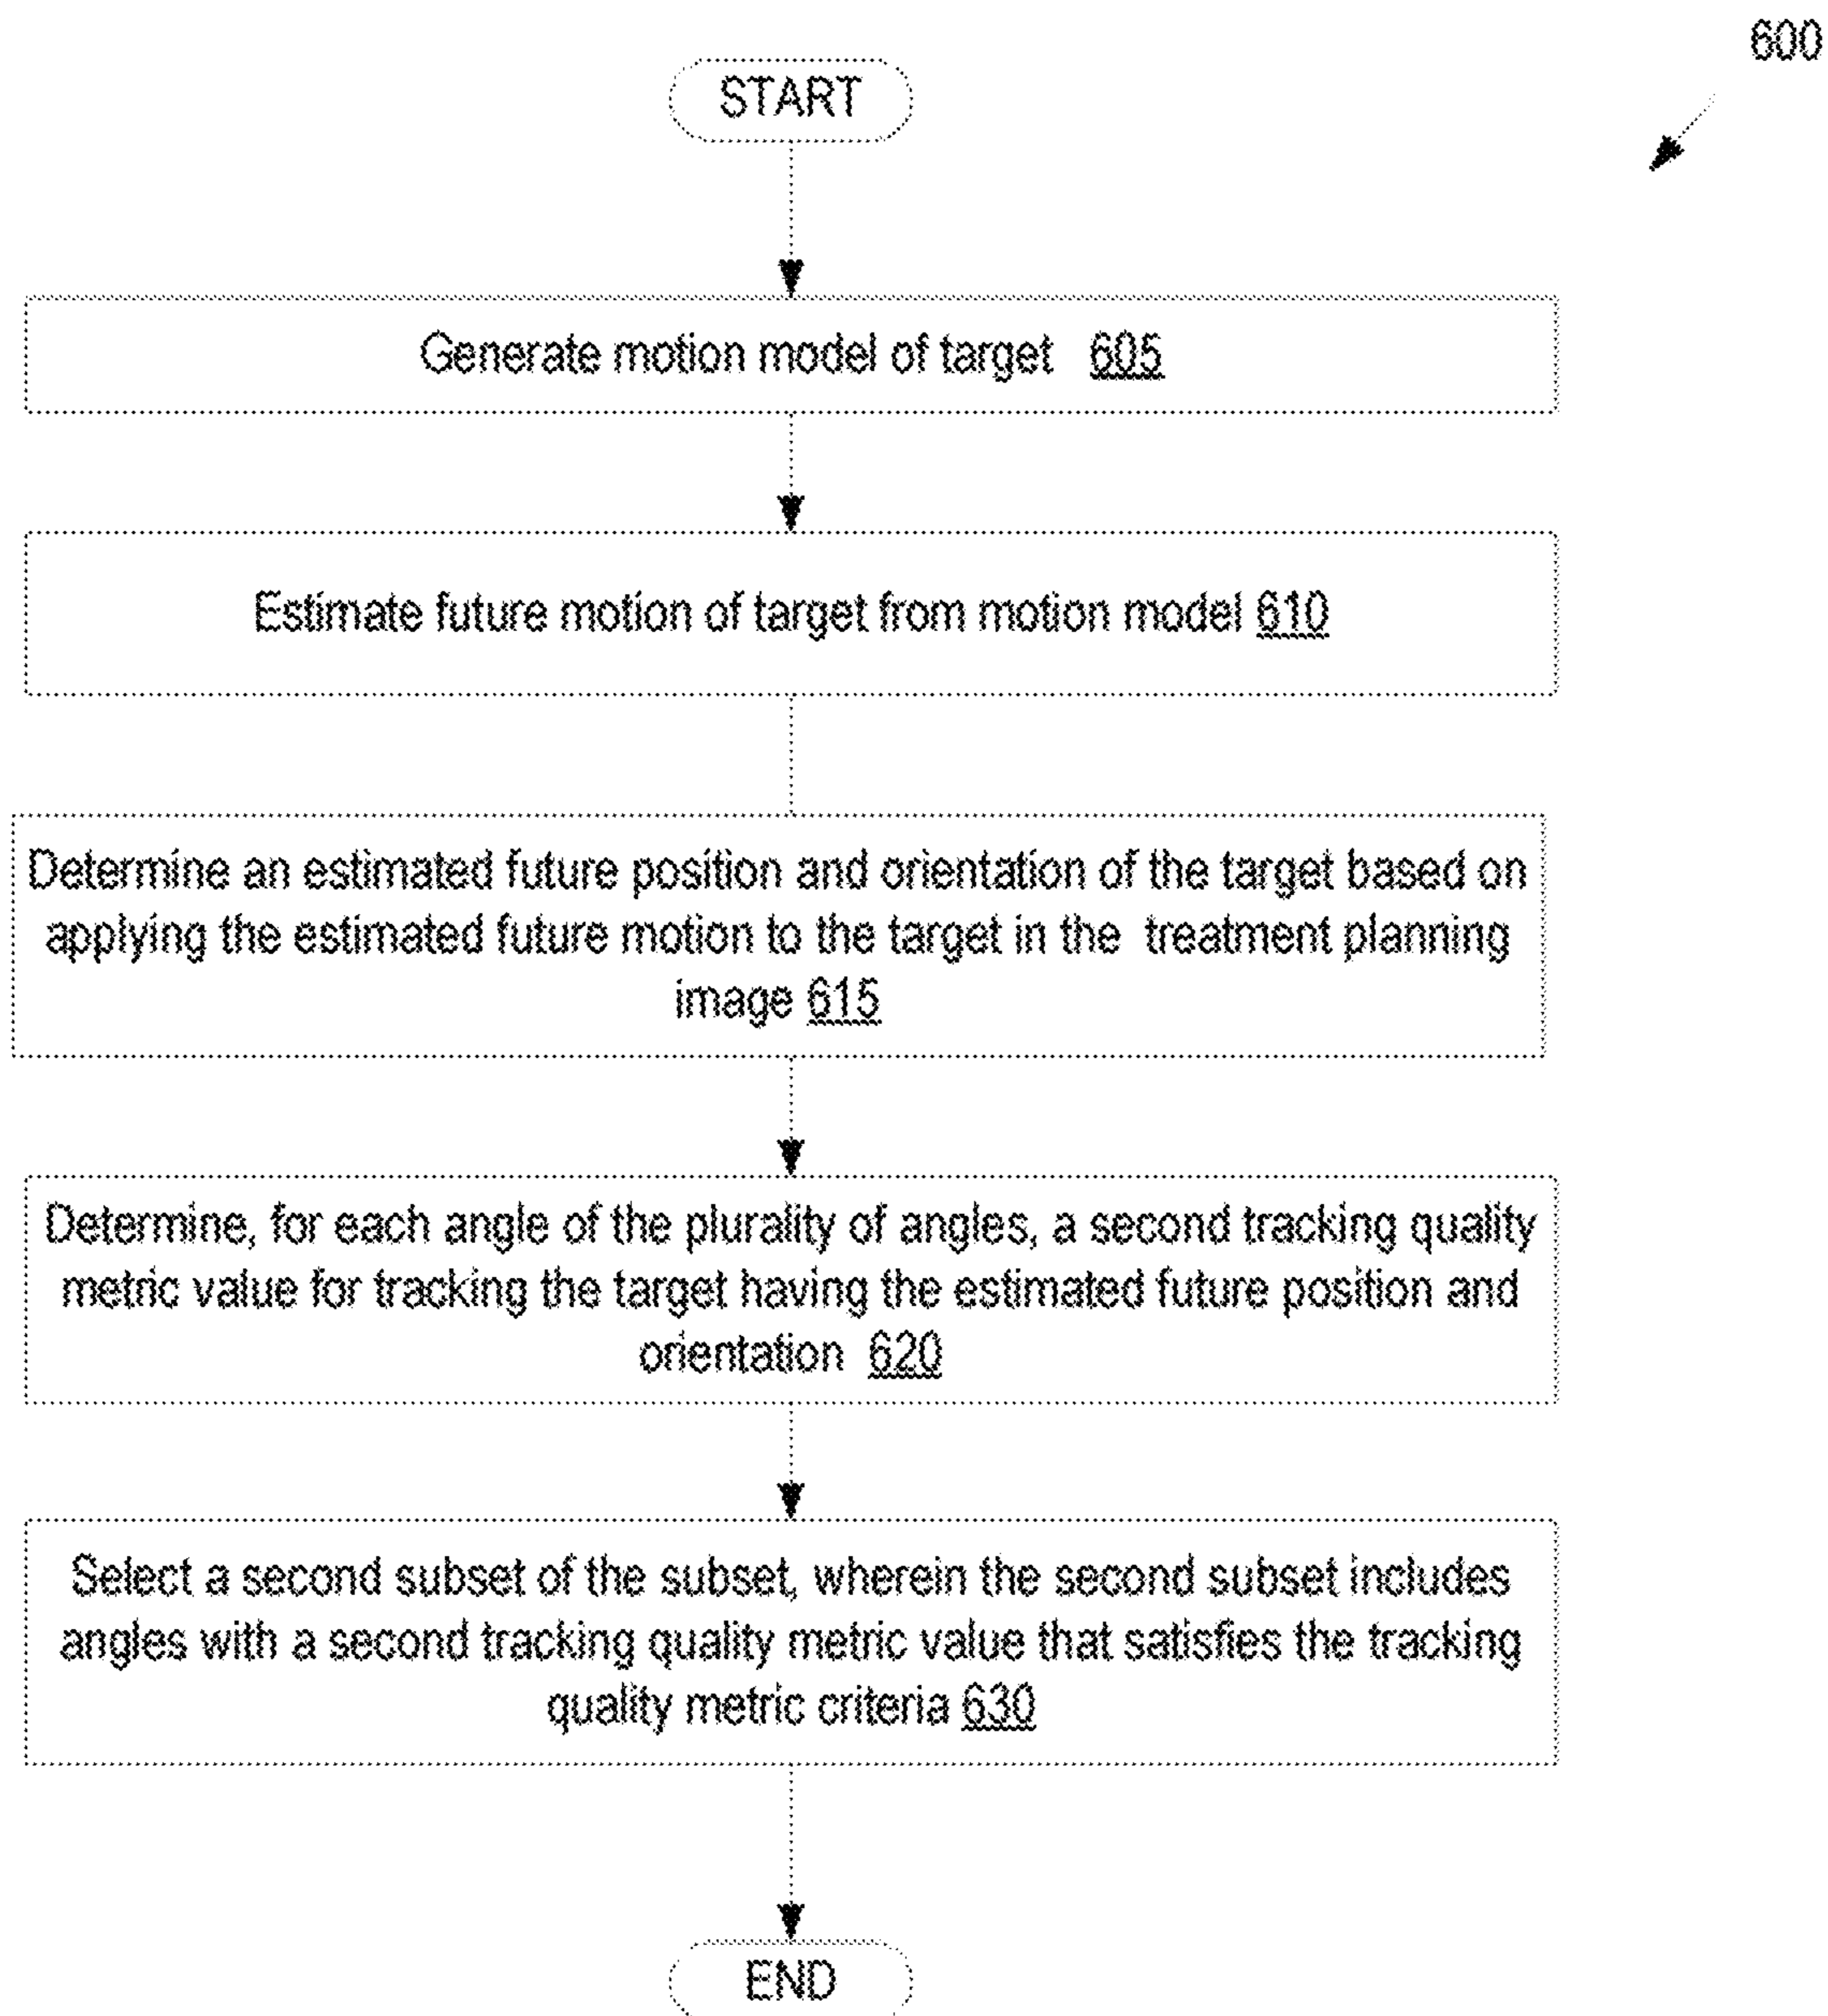 600
START
Generate motion model of target 605
Estimate future motion of target from motion model 610
Determine an estimated future position and orientation of the target based on
applying the estimated future motion to the target in the treatment planning
image 615
Determine, for each angle of the plurality of angles, a second tracking quality
metric value for tracking the target having the estimated future position and
orientation 620
Select a second subset of the subset, wherein the second subset includes
angles with a second tracking quality metric value that satisfies the tracking
quality metric criteria 630
END